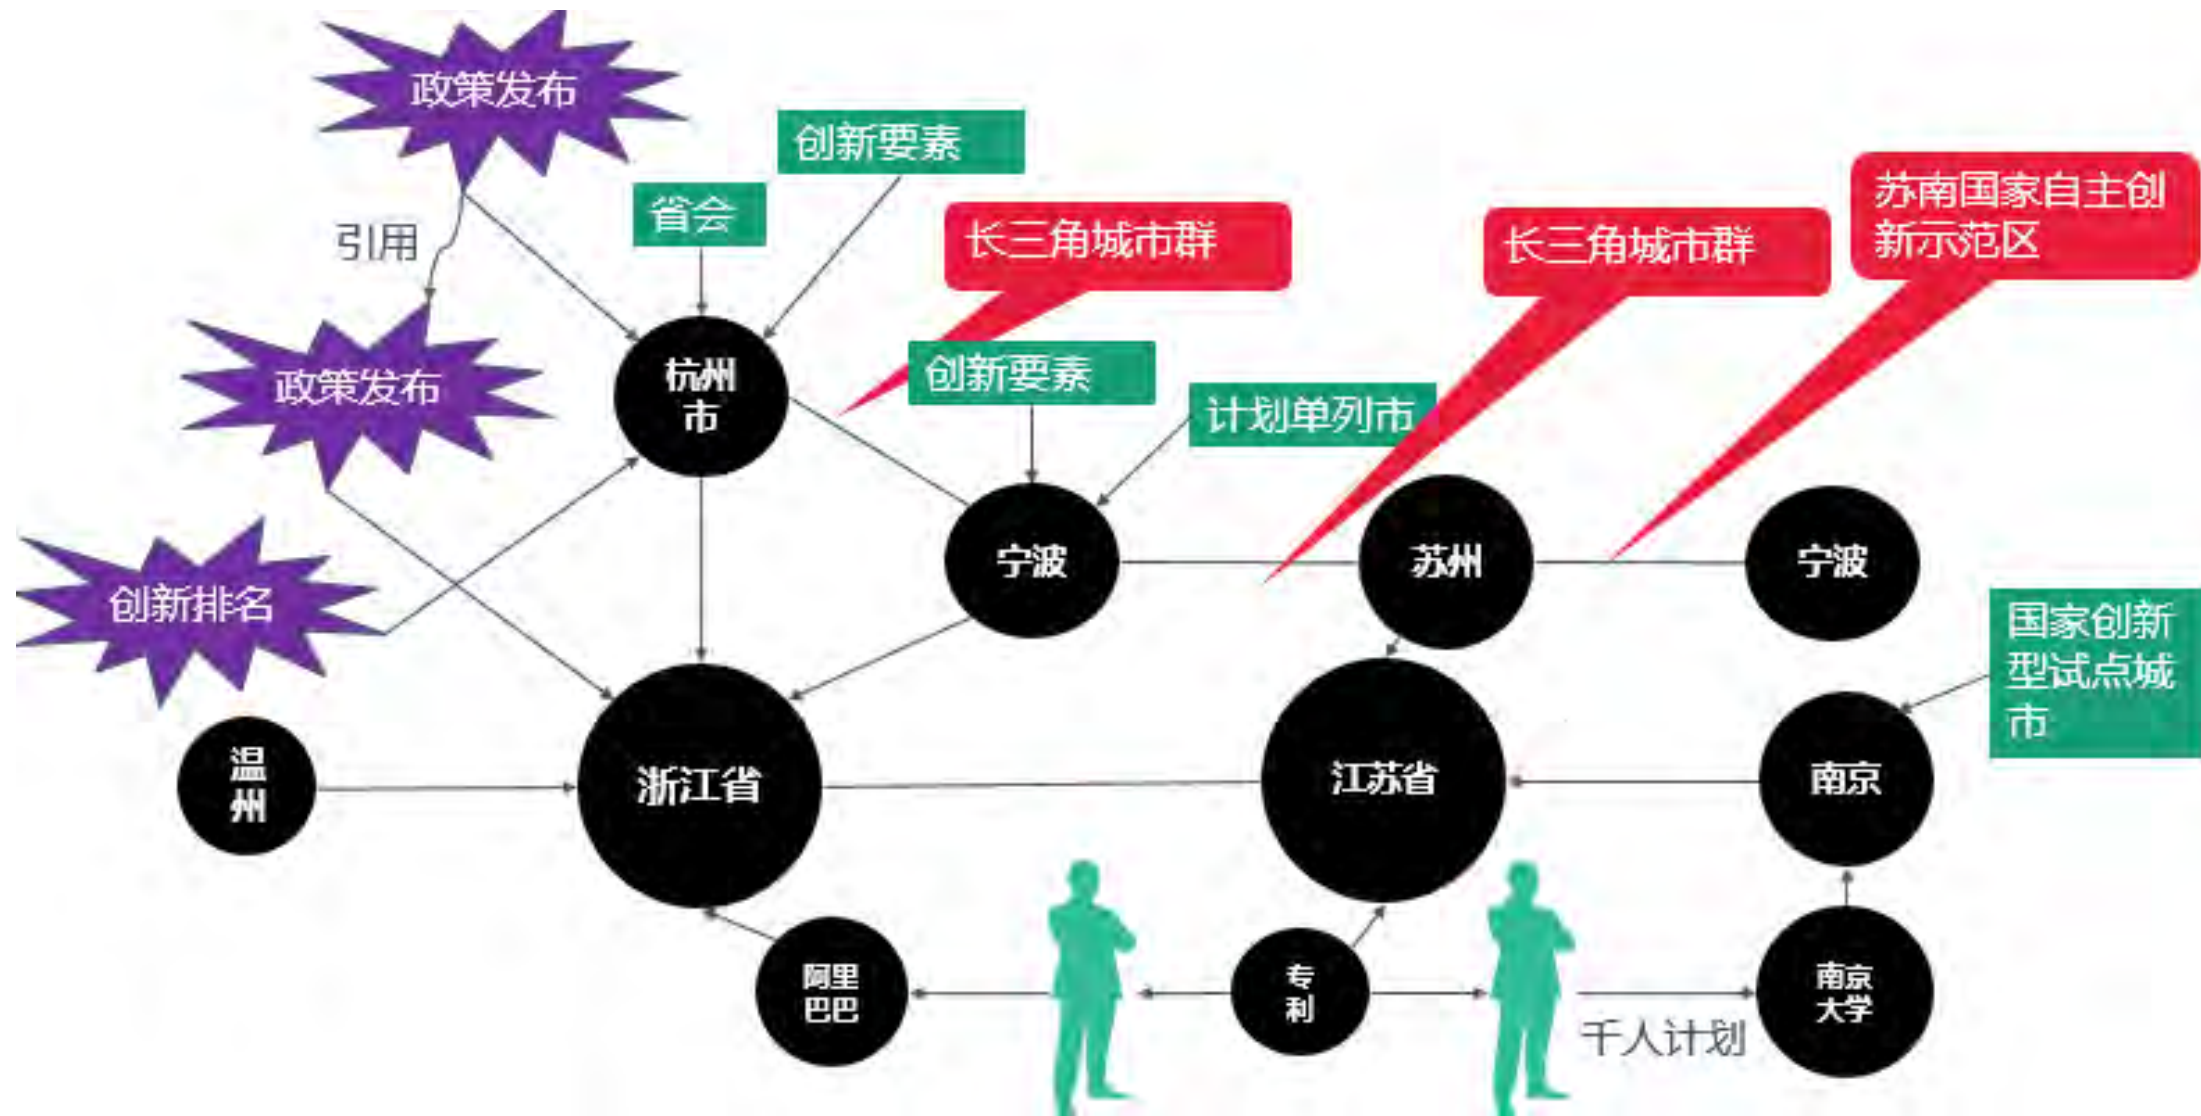 政策发布
创新要素
省会
苏南国家自主创
新示范区
引用
长三角城市群
长三角城市群
政策发布
杭州
市
创新要素
计划单列市
创新排名
宁波
苏州
宁波
国家创新
型试点城
市
温
州
浙江省
江苏省
南京
阿里
巴巴
专
利
千人计划
南京
大学